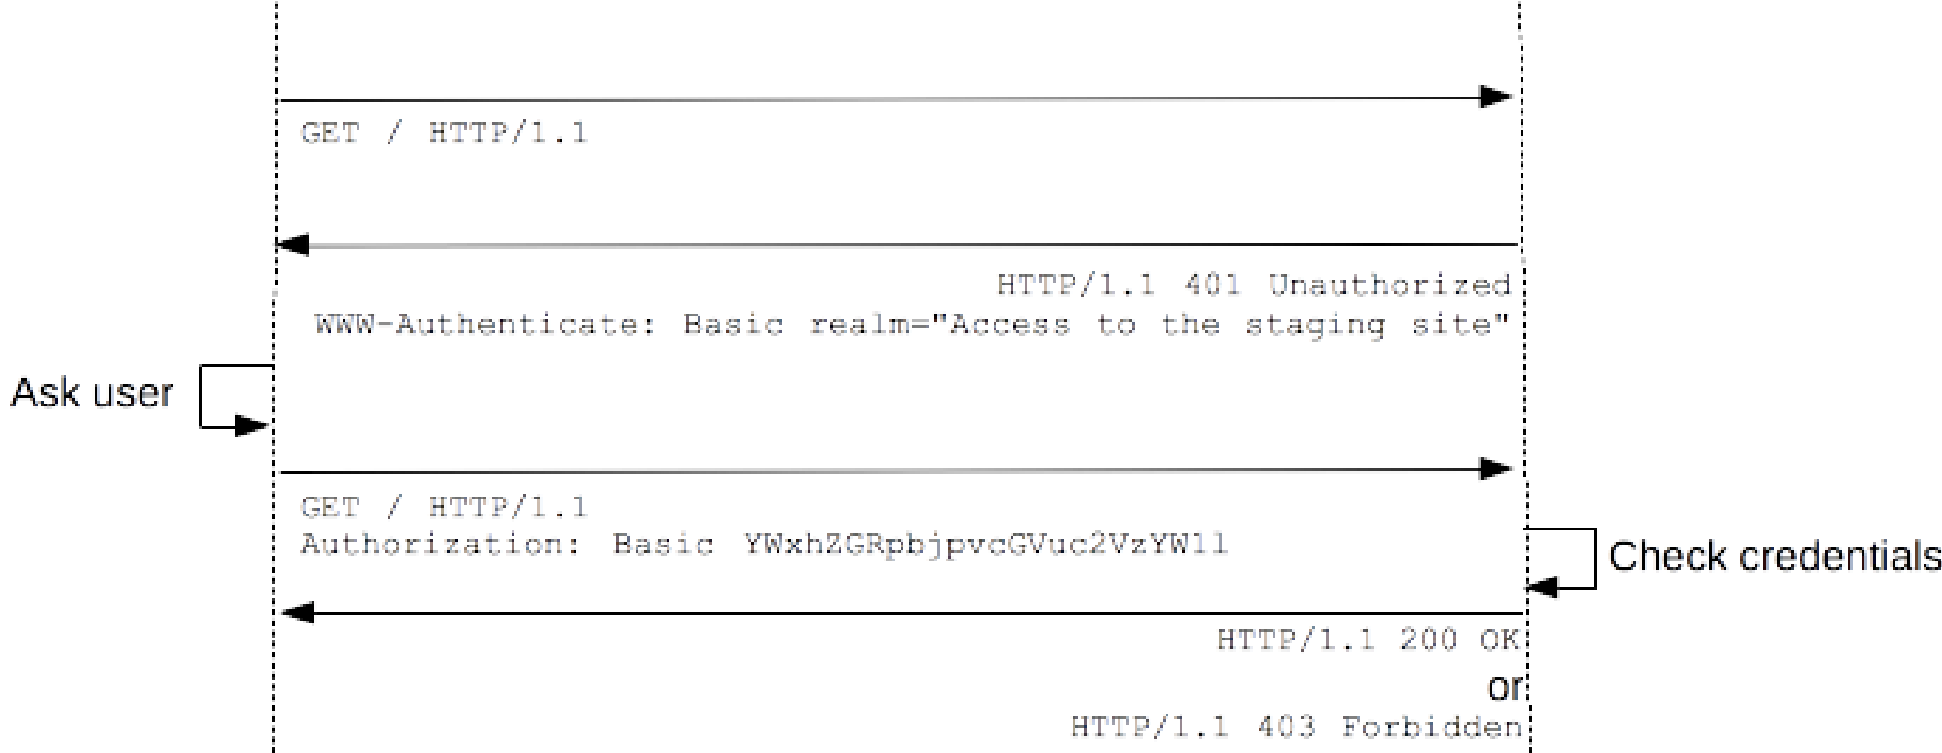 GET / HTTP/1.1
HTTP/1.1 401 Unauthorized
WWW-Authenticate: Basic realm="Access to the staging site"
Ask user
GET / HTTP/1.1
Authorization: Basic YWxhZGRpbjpvcGVuc2VzYW1l
Check credentials
HTTP/1.1 200 OK
or
HTTP/1.1 403 Forbidden